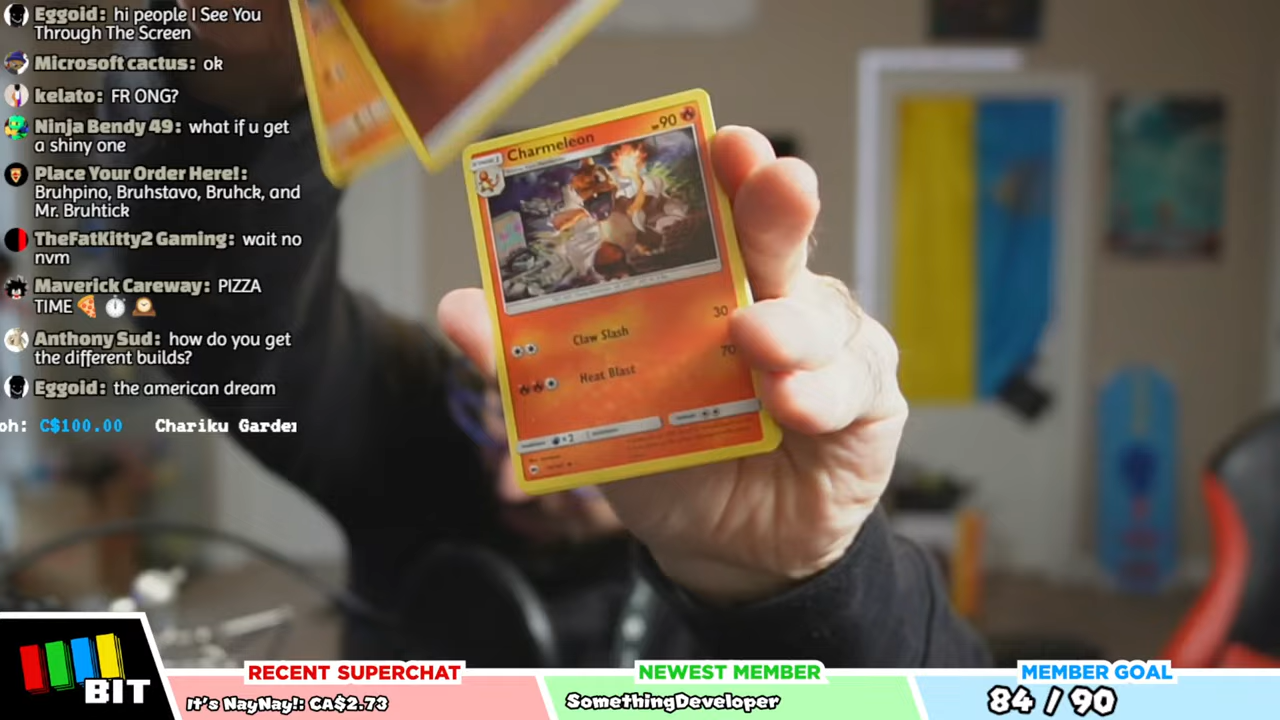 Eggoid: hi people I See You
Through The Screen
Microsoft cactus: ok
kelato: FR ONG?
Ninja Bendy 49: what if u get
a shiny one
Place Your Order Here!:
Bruhpino, Bruhstavo, Bruhck, and
Mr. Bruhtick
TheFatKitty2 Gaming: wait no
nvm
Maverick Careway: PIZZA
TIME 🍕 ⏱️ 🕰️
Anthony Sud: how do you get
the different builds?
Eggoid: the american dream
oh: C$100.00 Chariku Garde
Charmeleon 90
Claw Slash 30
Heat Blast 70
×2
BIT
RECENT SUPERCHAT
It's NayNay!: CA$2.73
NEWEST MEMBER
SomethingDeveloper
MEMBER GOAL
84 / 90